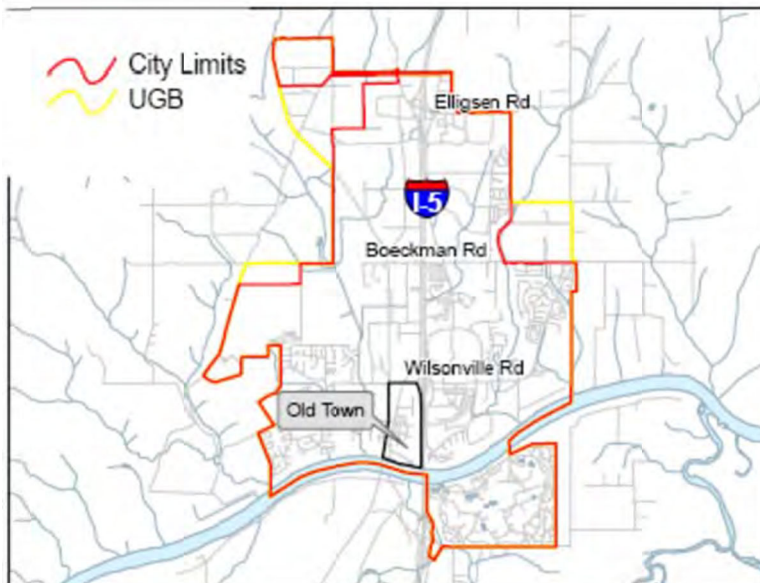 City Limits
UGB
Elligsen Rd
I-5
Boeckman Rd
Wilsonville Rd
Old Town